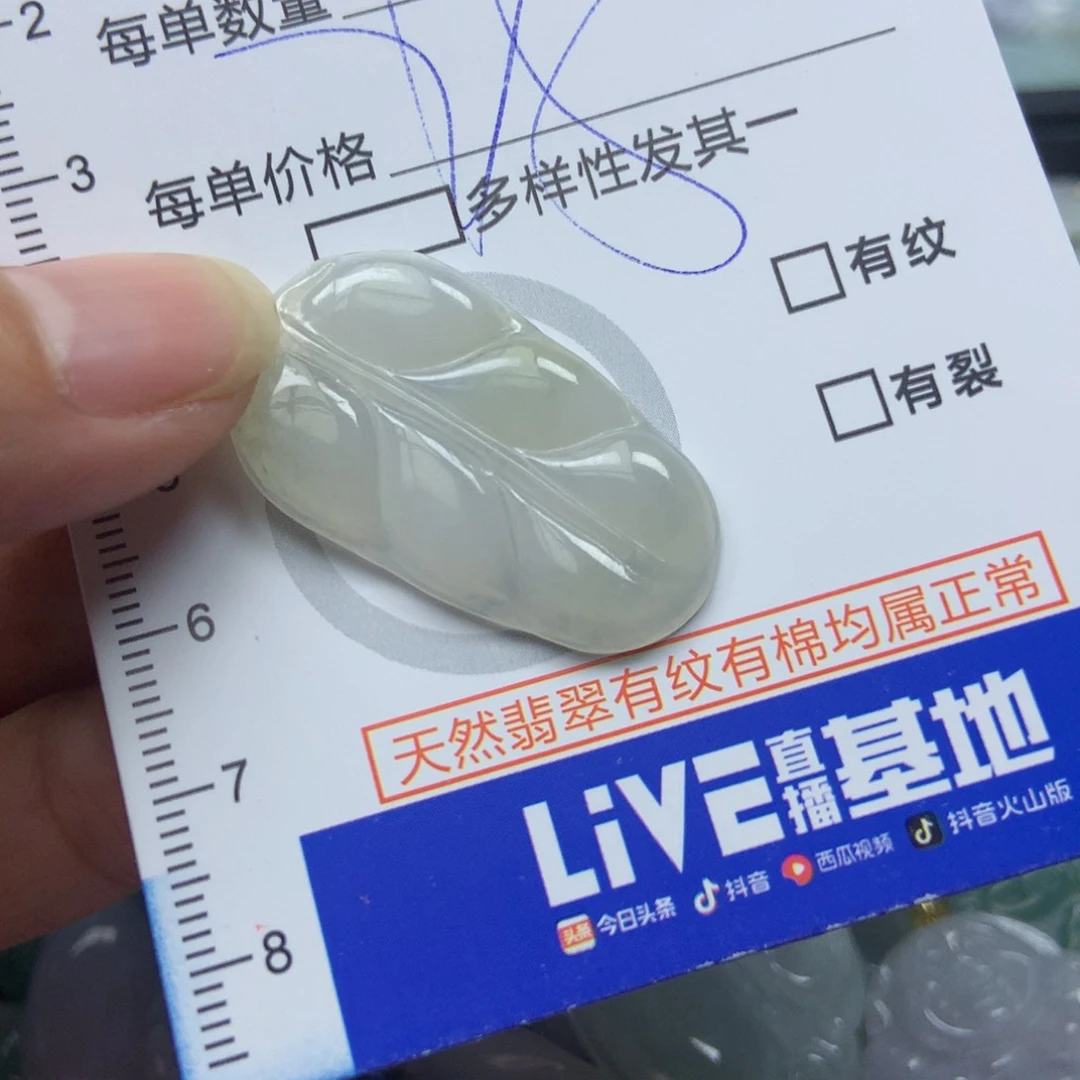 2
每单数量
3
每单价格
多样性发其一
有纹
有裂
6
天然翡翠有纹有棉均属正常
7
LiVE直播基地
头条 今日头条 抖音 西瓜视频 抖音火山版
8